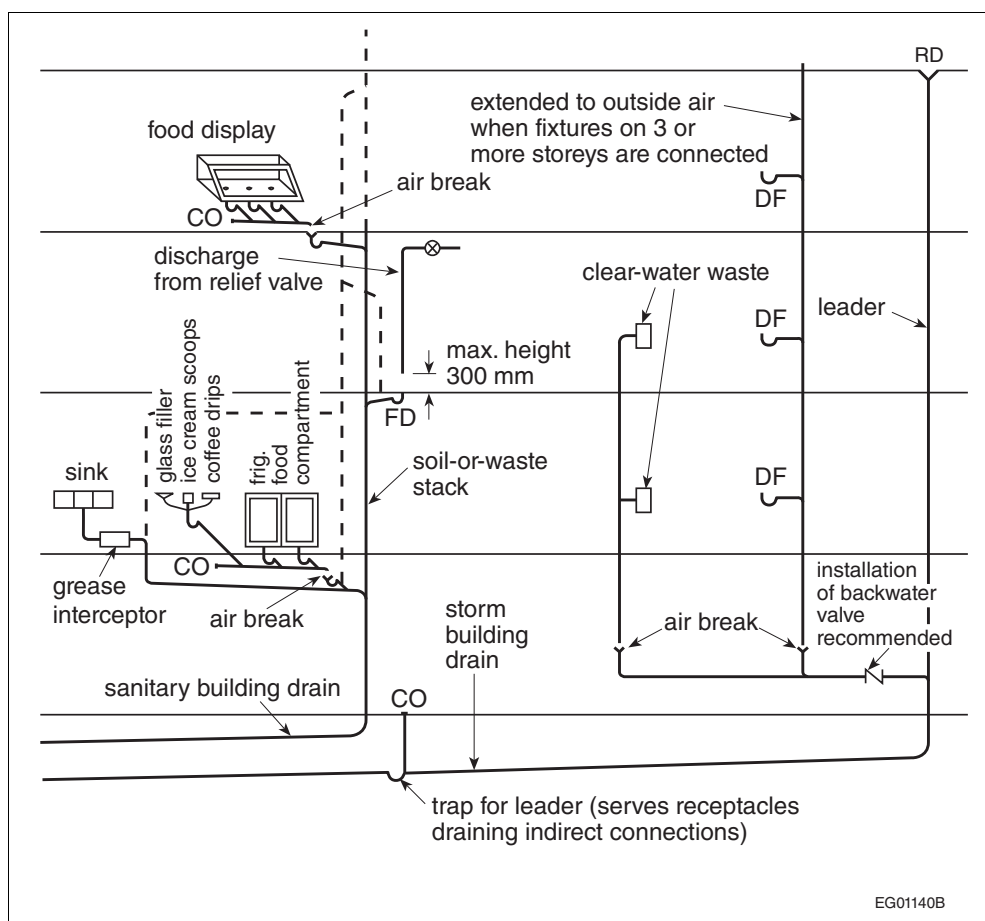 RD
extended to outside air
when fixtures on 3 or
more storeys are connected
food display
air break
CO
DF
discharge
from relief valve
clear-water waste
DF
leader
max. height
300 mm
glass filler
ice cream scoops
coffee drips
frig.
food
compartment
FD
sink
soil-or-waste
stack
DF
CO
grease
interceptor
air break
storm
building
drain
air break
installation
of backwater
valve
recommended
sanitary building drain
CO
trap for leader (serves receptacles
draining indirect connections)
EG01140B